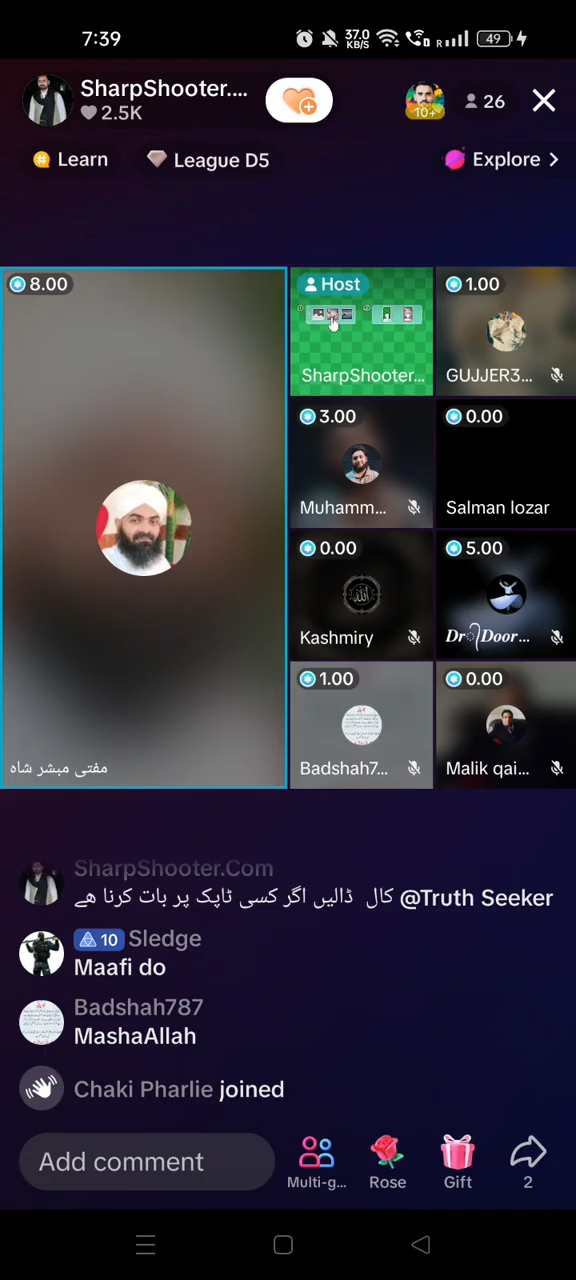 7:39
37.0
KB/S
R
49
SharpShooter....
2.5K
10+
26
Learn
League D5
Explore
8.00
Host
1.00
SharpShooter...
GUJJER3...
3.00
0.00
Muhamm...
Salman lozar
0.00
5.00
Kashmiry
Dr Door...
1.00
0.00
مفتی مبشر شاہ
Badshah7...
Malik qai...
SharpShooter.Com
@Truth Seeker کال ڈالیں اگر کسی ٹاپک پر بات کرنا ھے
10 Sledge
Maafi do
Badshah787
MashaAllah
Chaki Pharlie joined
Add comment
Multi-g...
Rose
Gift
2